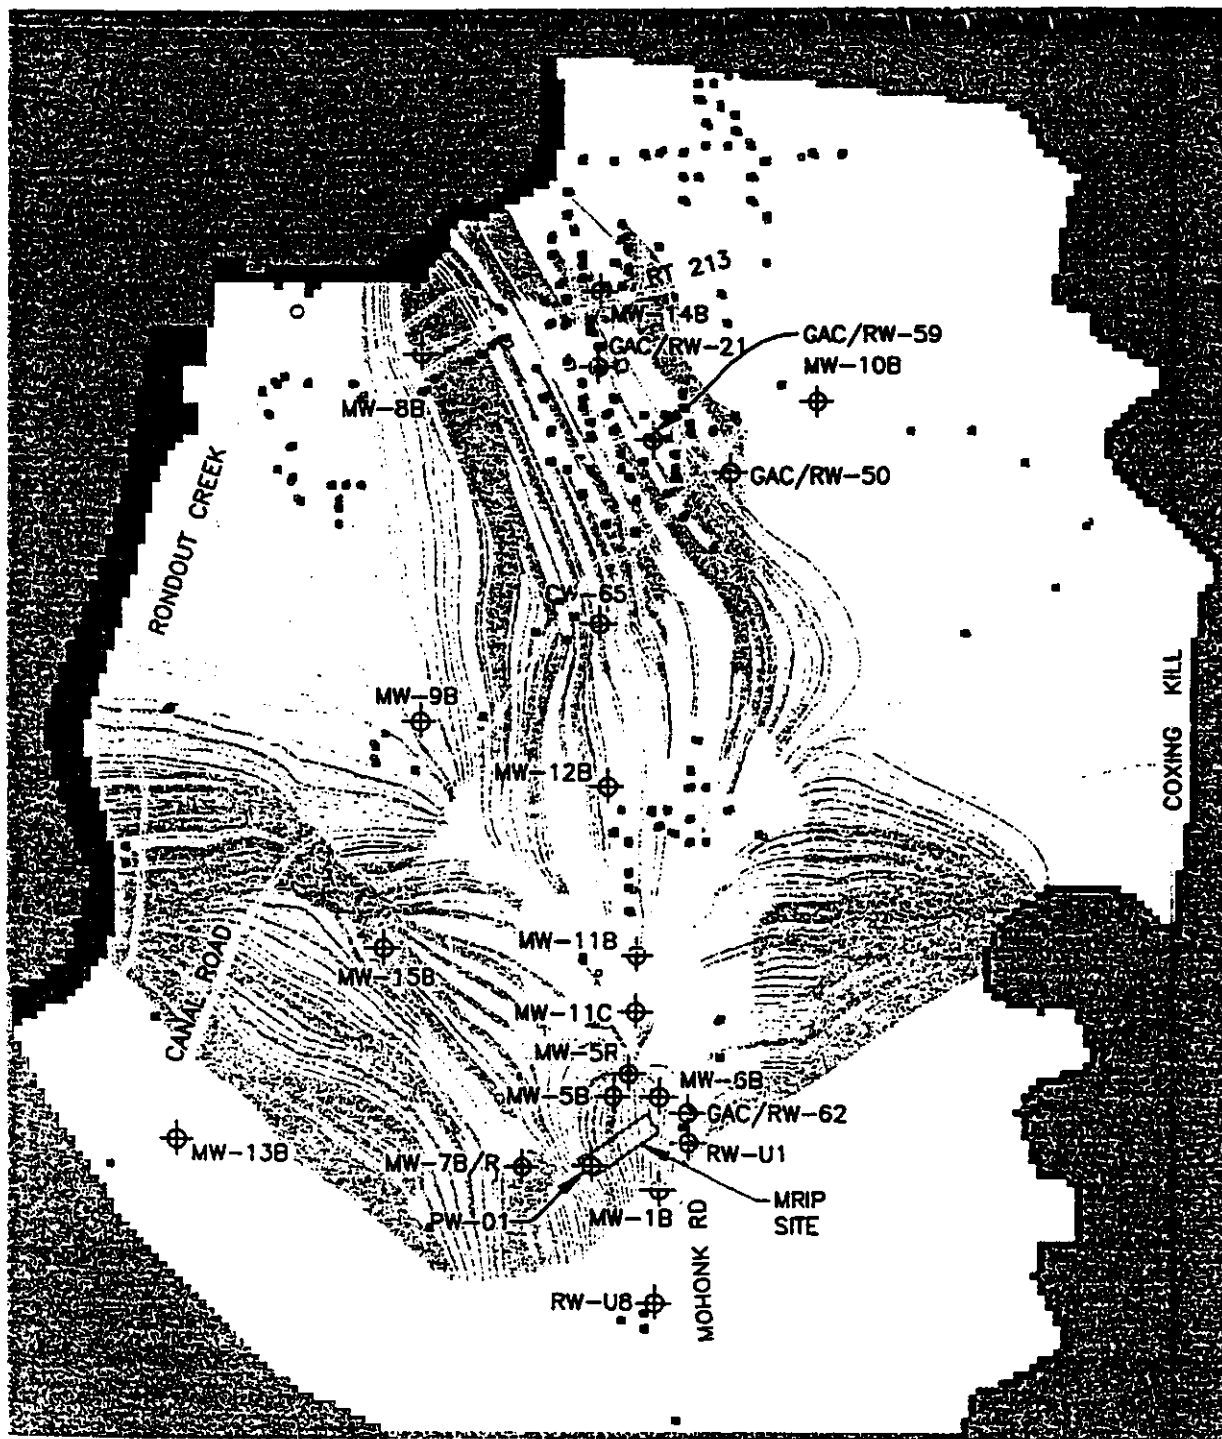 RT 213
MW-14B
GAC/RW-21
GAC/RW-59
MW-10B
MW-8B
GAC/RW-50
RONDOUT CREEK
CW-65
MW-9B
COXING KILL
MW-12B
MW-11B
CANAL ROAD
MW-15B
MW-11C
MW-5R
MW-6B
MW-5B
GAC/RW-62
MW-13B
MW-7B/R
RW-U1
PW-01
MW-1B
MRIP
SITE
MOHONK RD
RW-U8